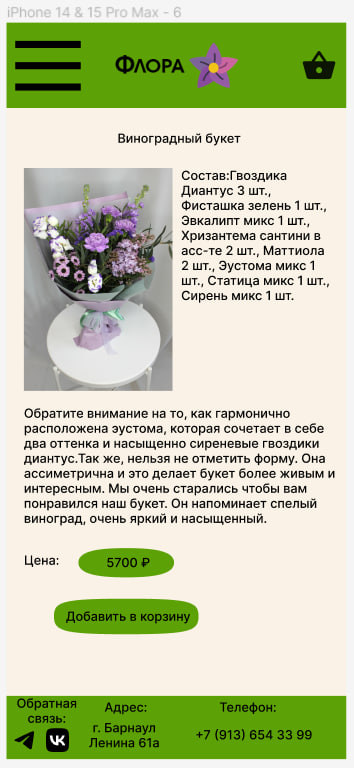 iPhone 14 & 15 Pro Max - 6
Флора
Виноградный букет
Состав:Гвоздика
Диантус 3 шт.,
Фисташка зелень 1 шт.,
Эвкалипт микс 1 шт.,
Хризантема сантини в
асс-те 2 шт., Маттиола
2 шт., Эустома микс 1
шт., Статица микс 1 шт.,
Сирень микс 1 шт.
Обратите внимание на то, как гармонично
расположена эустома, которая сочетает в себе
два оттенка и насыщенно сиреневые гвоздики
диантус.Так же, нельзя не отметить форму. Она
ассиметрична и это делает букет более живым и
интересным. Мы очень старались чтобы вам
понравился наш букет. Он напоминает спелый
виноград, очень яркий и насыщенный.
Цена:
5700 ₽
Добавить в корзину
Обратная
связь:
Адрес:
г. Барнаул
Ленина 61а
Телефон:
+7 (913) 654 33 99